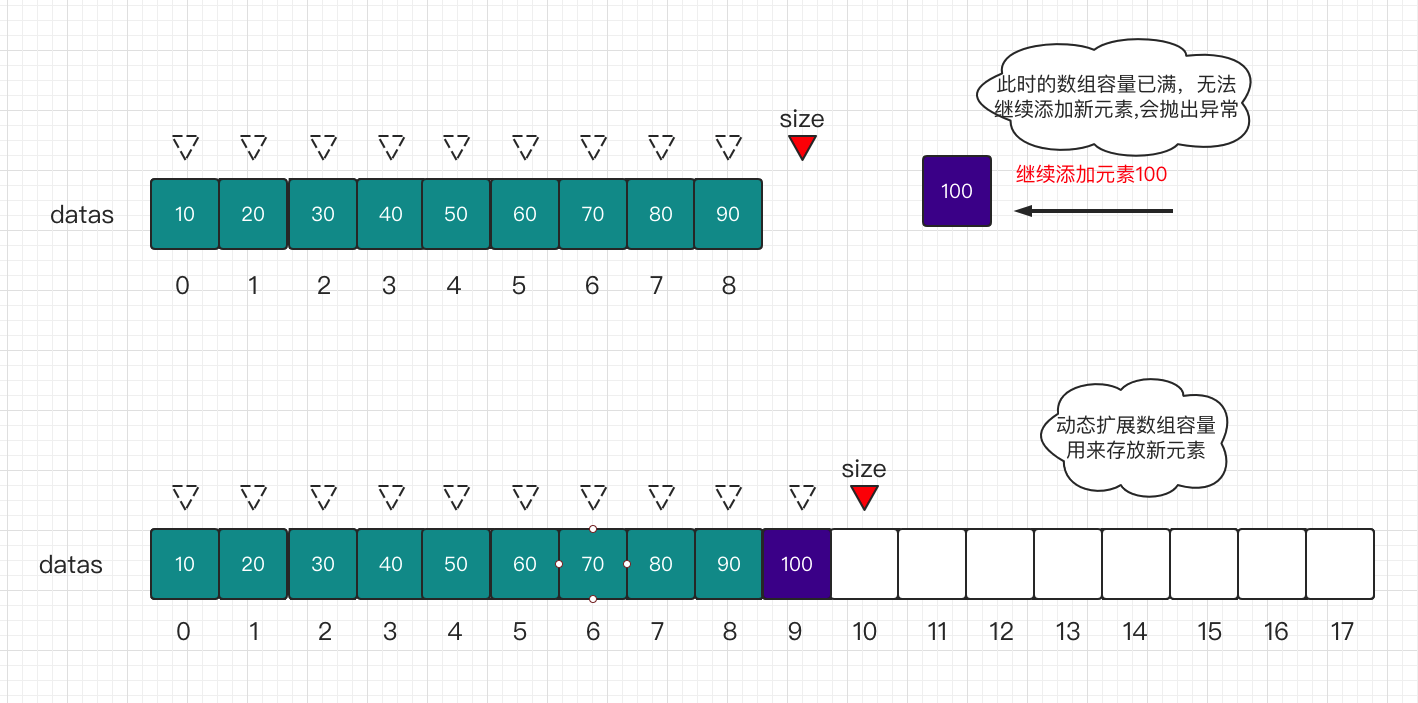 此时的数组容量已满，无法
继续添加新元素,会抛出异常
size
继续添加元素100
100
datas
10 20 30 40 50 60 70 80 90
0 1 2 3 4 5 6 7 8
动态扩展数组容量
用来存放新元素
size
datas
10 20 30 40 50 60 70 80 90 100
0 1 2 3 4 5 6 7 8 9 10 11 12 13 14 15 16 17